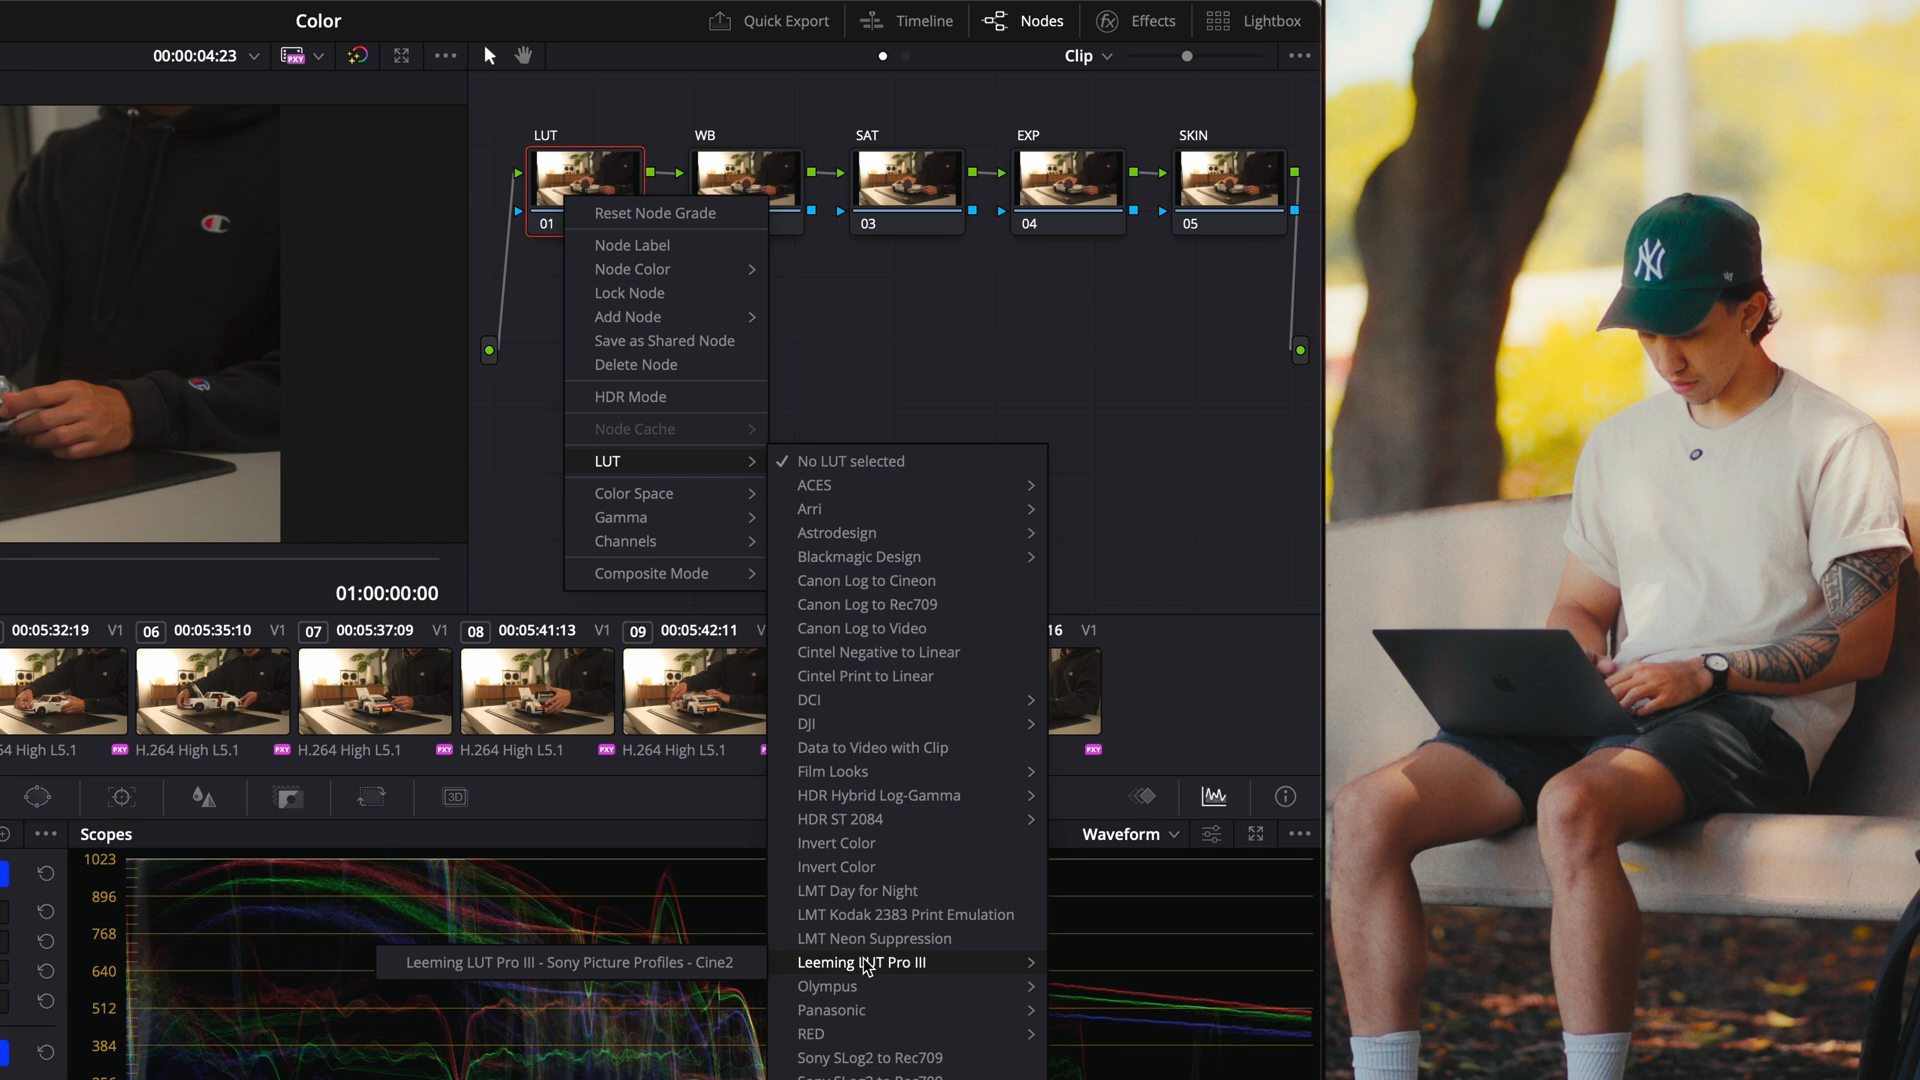 Color
Quick Export
Timeline
Nodes
Effects
Lightbox
00:00:04:23
PXY
Clip
LUT
WB
SAT
EXP
SKIN
01
03
04
05
Reset Node Grade
Node Label
Node Color
Lock Node
Add Node
Save as Shared Node
Delete Node
HDR Mode
Node Cache
LUT
Color Space
Gamma
Channels
Composite Mode
No LUT selected
ACES
Arri
Astrodesign
Blackmagic Design
Canon Log to Cineon
Canon Log to Rec709
Canon Log to Video
Cintel Negative to Linear
Cintel Print to Linear
DCI
DJI
Data to Video with Clip
Film Looks
HDR Hybrid Log-Gamma
HDR ST 2084
Invert Color
Invert Color
LMT Day for Night
LMT Kodak 2383 Print Emulation
LMT Neon Suppression
Leeming LUT Pro III
Olympus
Panasonic
RED
Sony SLog2 to Rec709
Leeming LUT Pro III - Sony Picture Profiles - Cine2
01:00:00:00
00:05:32:19 V1
06 00:05:35:10 V1
07 00:05:37:09 V1
08 00:05:41:13 V1
09 00:05:42:11 V
16 V1
64 High L5.1
PXY H.264 High L5.1
PXY H.264 High L5.1
PXY H.264 High L5.1
PXY H.264 High L5.1
PXY
3D
Scopes
Waveform
1023
896
768
640
512
384
NY